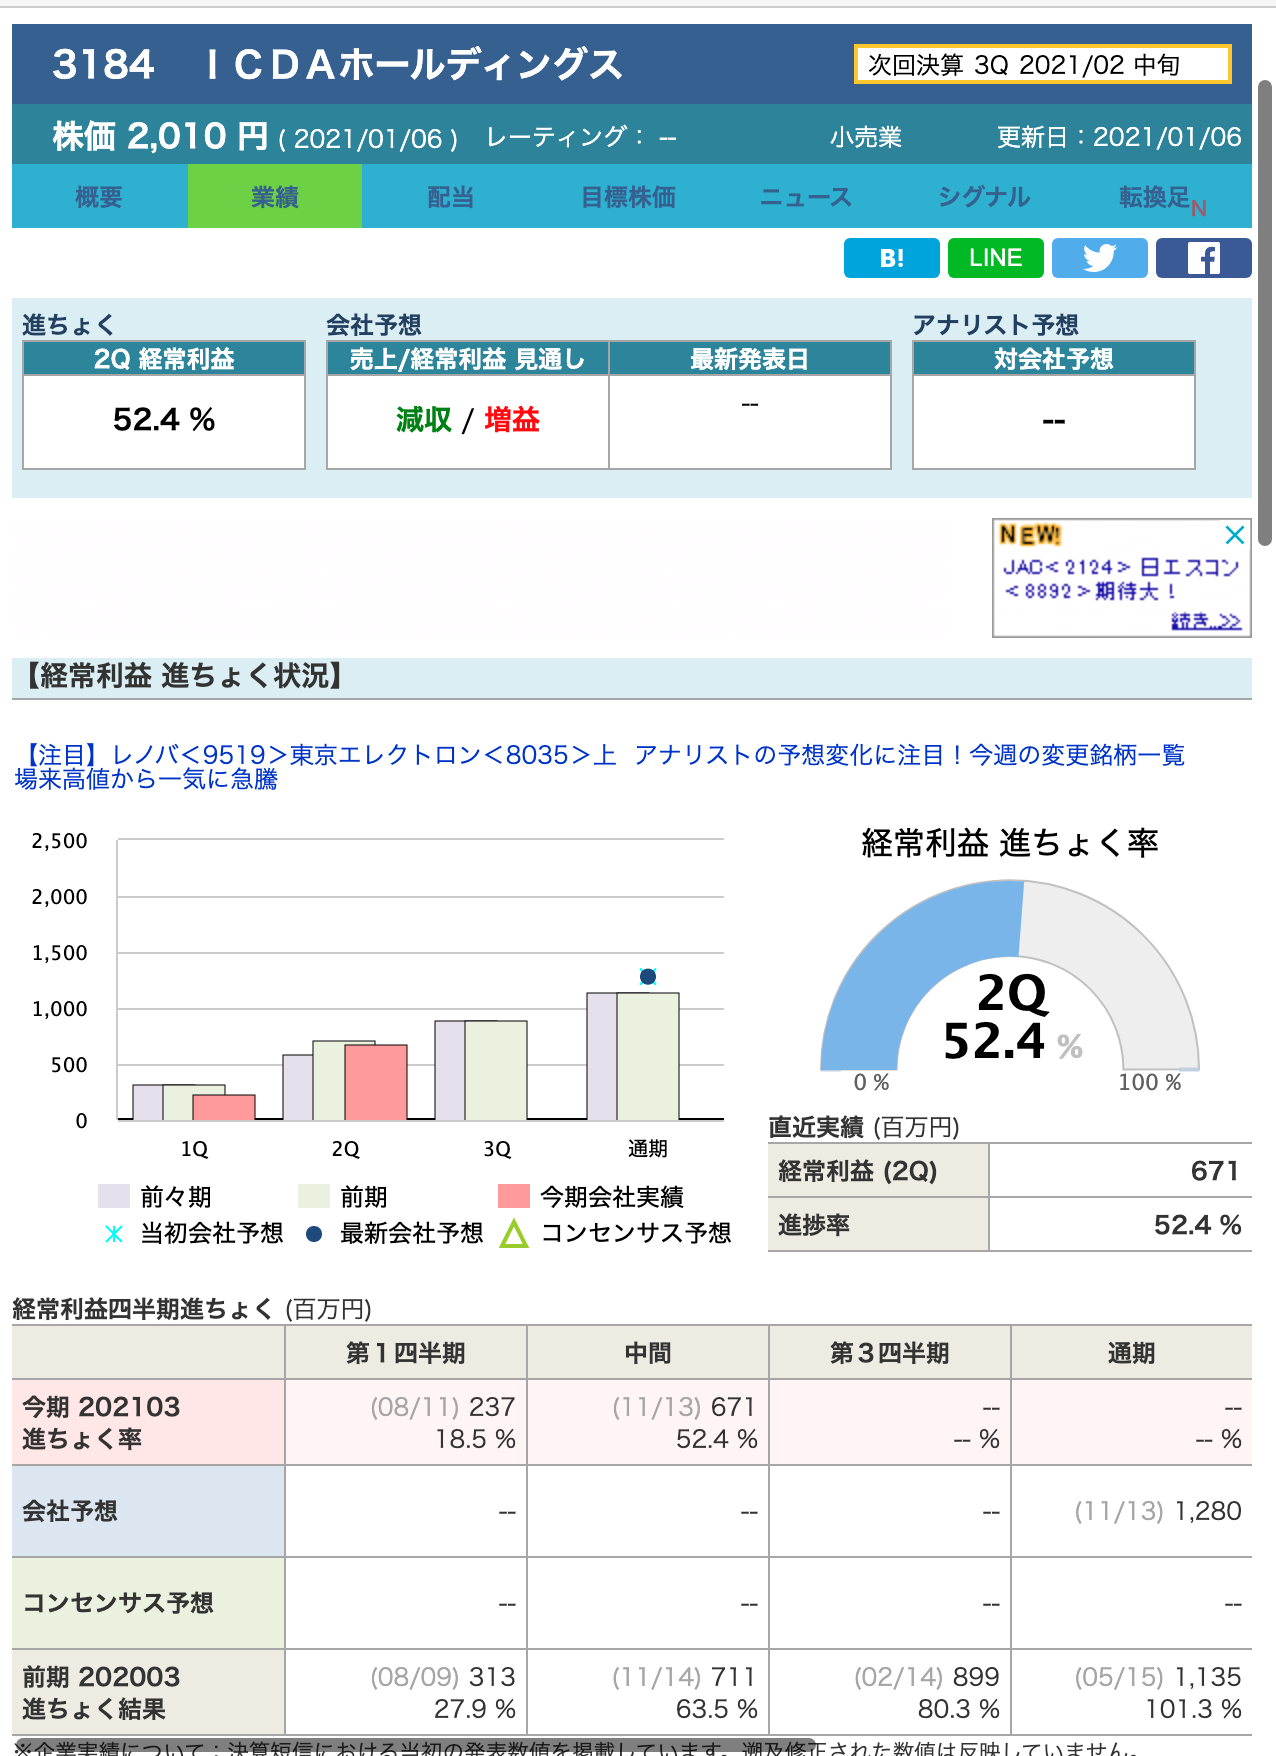 3184　ＩＣＤＡホールディングス
次回決算 3Q 2021/02 中旬
株価 2,010 円 ( 2021/01/06 ) レーティング： -- 小売業 更新日：2021/01/06
概要 業績 配当 目標株価 ニュース シグナル 転換足N
B! LINE
進ちょく 会社予想 アナリスト予想
2Q 経常利益 売上/経常利益 見通し 最新発表日 対会社予想
52.4 % 減収 / 増益 -- --
NEW!
JAC<2124> 日エスコン
<8892>期待大！
続き..>>
【経常利益 進ちょく状況】
【注目】レノバ<9519>東京エレクトロン<8035>上 アナリストの予想変化に注目！今週の変更銘柄一覧
場来高値から一気に急騰
2,500
2,000
1,500
1,000
500
0
1Q 2Q 3Q 通期
前々期 前期 今期会社実績
当初会社予想 最新会社予想 コンセンサス予想
経常利益 進ちょく率
2Q
52.4 %
0 % 100 %
直近実績 (百万円)
経常利益 (2Q) 671
進捗率 52.4 %
経常利益四半期進ちょく (百万円)
第１四半期 中間 第３四半期 通期
今期 202103 (08/11) 237 (11/13) 671 -- --
進ちょく率 18.5 % 52.4 % -- % -- %
会社予想 -- -- -- (11/13) 1,280
コンセンサス予想 -- -- -- --
前期 202003 (08/09) 313 (11/14) 711 (02/14) 899 (05/15) 1,135
進ちょく結果 27.9 % 63.5 % 80.3 % 101.3 %
※企業実績について：決算短信における当初の発表数値を掲載しています。遡及修正された数値は反映していません。